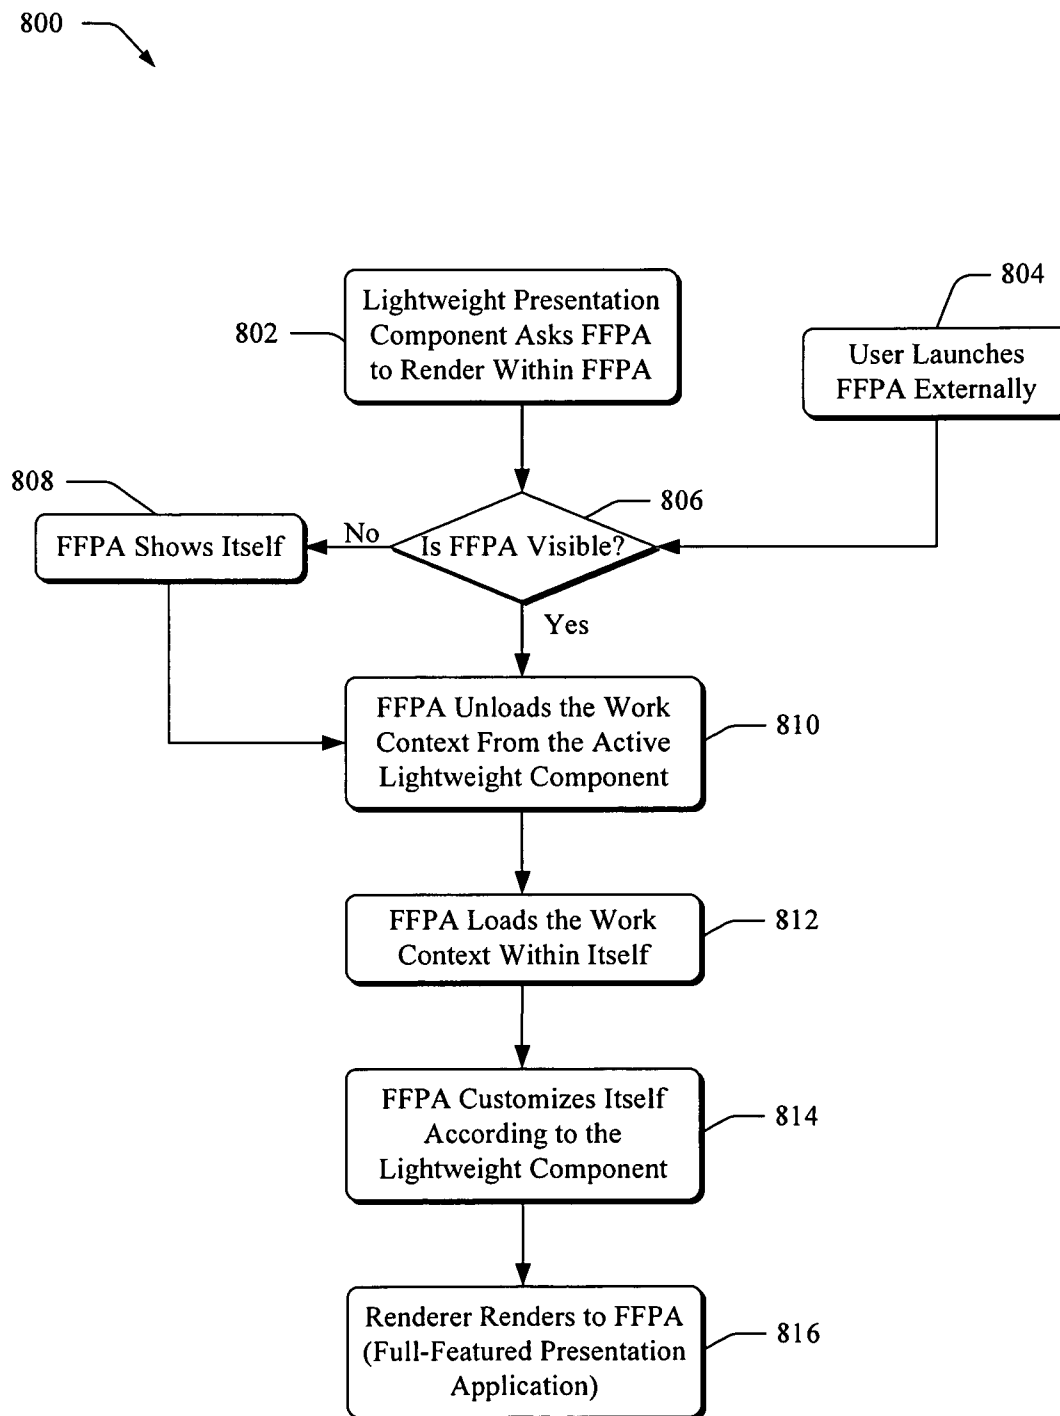 800
Lightweight Presentation
Component Asks FFPA
to Render Within FFPA
802
804
User Launches
FFPA Externally
808
FFPA Shows Itself
No
806
Is FFPA Visible?
Yes
FFPA Unloads the Work
Context From the Active
Lightweight Component
810
FFPA Loads the Work
Context Within Itself
812
FFPA Customizes Itself
According to the
Lightweight Component
814
Renderer Renders to FFPA
(Full-Featured Presentation
Application)
816